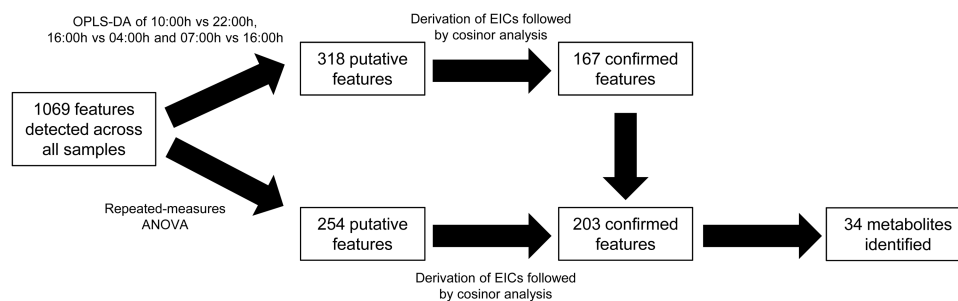 OPLS-DA of 10:00h vs 22:00h,
16:00h vs 04:00h and 07:00h vs 16:00h
Derivation of EICs followed
by cosinor analysis
318 putative
features
167 confirmed
features
1069 features
detected across
all samples
Repeated-measures
ANOVA
254 putative
features
203 confirmed
features
34 metabolites
identified
Derivation of EICs followed
by cosinor analysis